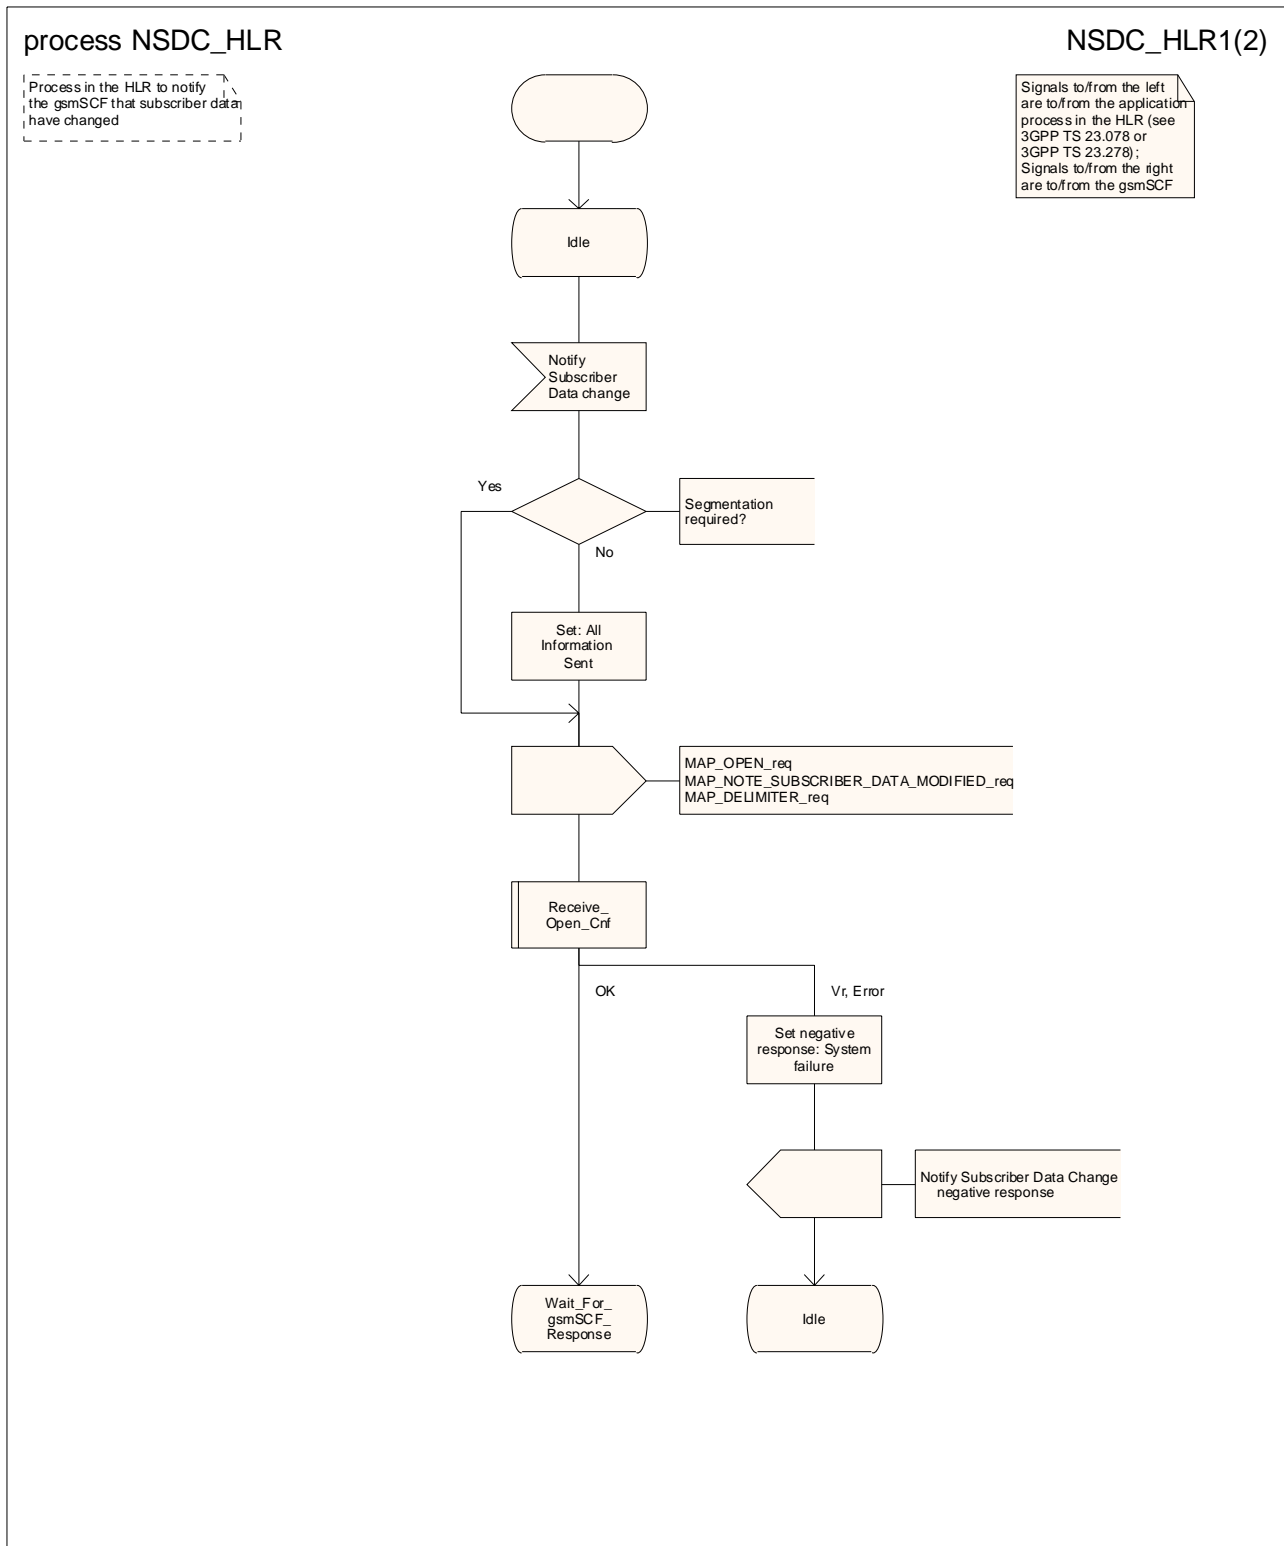 process NSDC_HLR
NSDC_HLR1(2)
Process in the HLR to notify
the gsmSCF that subscriber data
have changed
Signals to/from the left
are to/from the application
process in the HLR (see
3GPP TS 23.078 or
3GPP TS 23.278);
Signals to/from the right
are to/from the gsmSCF
Idle
Notify
Subscriber
Data change
Yes
Segmentation
required?
No
Set: All
Information
Sent
MAP_OPEN_req
MAP_NOTE_SUBSCRIBER_DATA_MODIFIED_req
MAP_DELIMITER_req
Receive_
Open_Cnf
OK
Vr, Error
Set negative
response: System
failure
Notify Subscriber Data Change
negative response
Wait_For_
gsmSCF_
Response
Idle